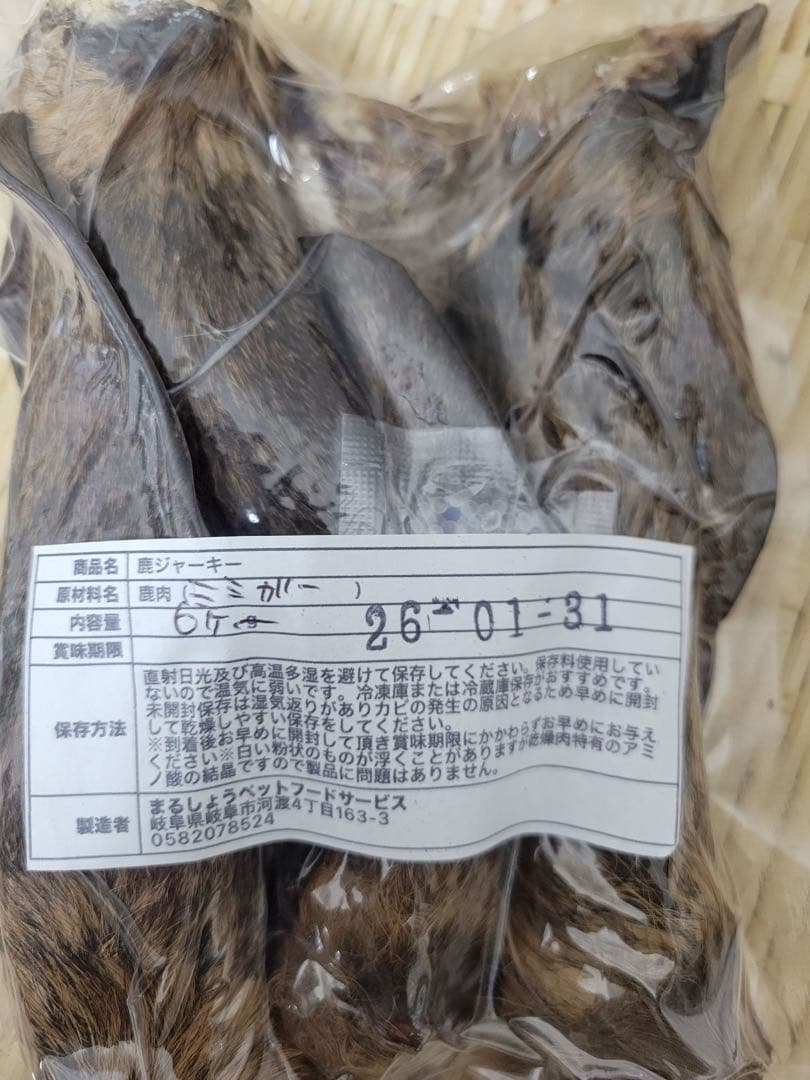 商品名 鹿ジャーキー
原材料名 鹿肉 (ミミガー )
内容量 6ケ
賞味期限 26 01-31
保存方法
直射日光及び高温多湿を避けて保存してください。保存料使用してい
ないので温気に弱いです。冷凍庫または冷蔵庫保存がおすすめです。
未開封保存は湿気返りがありカビの発生の原因となるため早めに開封
して乾燥しやすい保存をしてください。
※到着後お早めに開封して頂き賞味期限にかかわらずお早めにお与え
ください※白い粉状のものが浮くことがありますが乾燥肉特有のアミ
ノ酸の結晶ですので製品に問題はありません。
製造者
まるしょうペットフードサービス
岐阜県岐阜市河渡4丁目163-3
0582078524